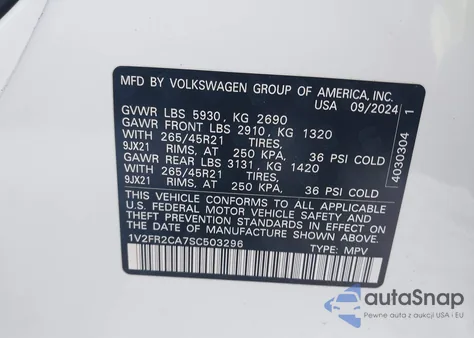 MFD BY VOLKSWAGEN GROUP OF AMERICA, INC.
USA 09/2024
GVWR LBS 5930, KG 2690
GAWR FRONT LBS 2910, KG 1320
WITH 265/45R21 TIRES,
9JX21 RIMS, AT 250 KPA, 36 PSI COLD
GAWR REAR LBS 3131, KG 1420
WITH 265/45R21 TIRES,
9JX21 RIMS, AT 250 KPA, 36 PSI COLD
THIS VEHICLE CONFORMS TO ALL APPLICABLE
U.S. FEDERAL MOTOR VEHICLE SAFETY AND
THEFT PREVENTION STANDARDS IN EFFECT ON
THE DATE OF MANUFACTURE SHOWN ABOVE.
1V2FR2CA7SC503296 TYPE: MPV
4030304 1
autoSnap
Pewne auta z aukcji USA i EU